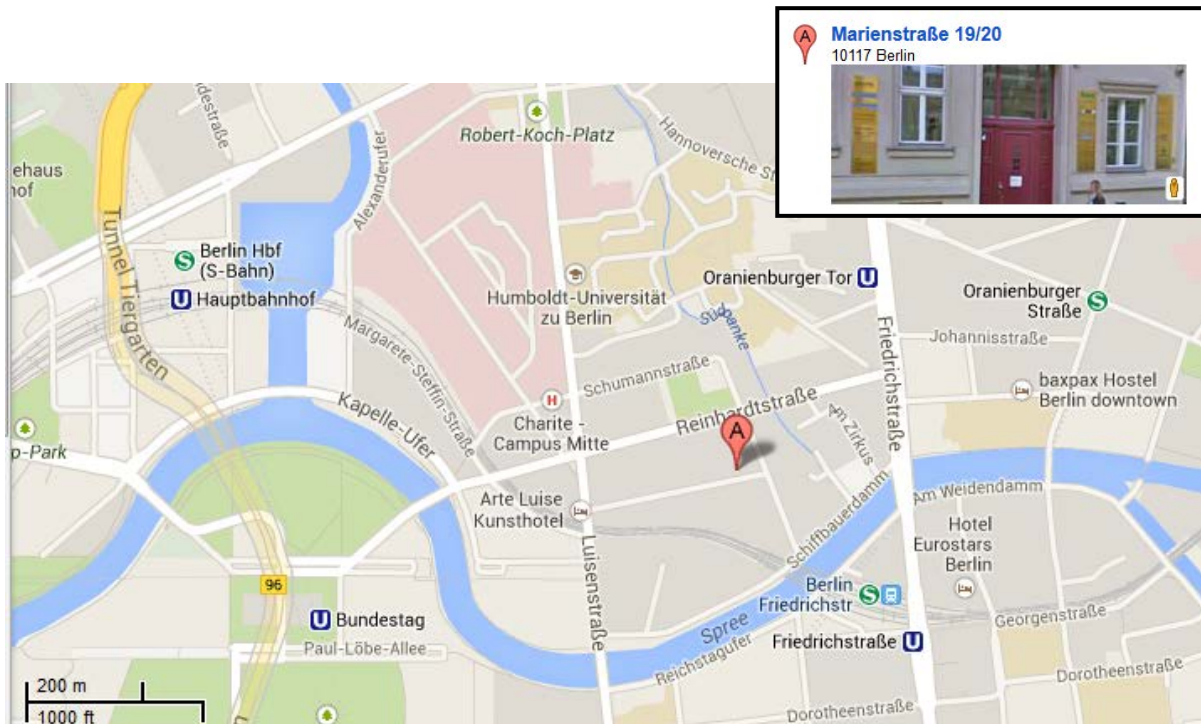 Marienstraße 19/20
10117 Berlin
A
Robert-Koch-Platz
Hannoversche St
destraße
Alexanderufer
ehaus
hof
Tunnel Tiergarten
Berlin Hbf
(S-Bahn)
Hauptbahnhof
Humboldt-Universität
zu Berlin
Oranienburger Tor
Oranienburger
Straße
Südpanke
Friedrichstraße
Johannisstraße
Margarete-Steffin-Straße
Schumannstraße
baxpax Hostel
Berlin downtown
Kapelle-Ufer
Charite -
Campus Mitte
Reinhardtstraße
Am Zirkus
A
p-Park
Arte Luise
Kunsthotel
Schiffbauerdamm
Am Weidendamm
Luisenstraße
Hotel
Eurostars
Berlin
96
Berlin
Friedrichstr
Bundestag
Paul-Löbe-Allee
Spree
Reichstagufer
Friedrichstraße
Georgenstraße
Dorotheenstraße
Dorotheenstraße
200 m
1000 ft
S
U
H
U
S
U
S
U